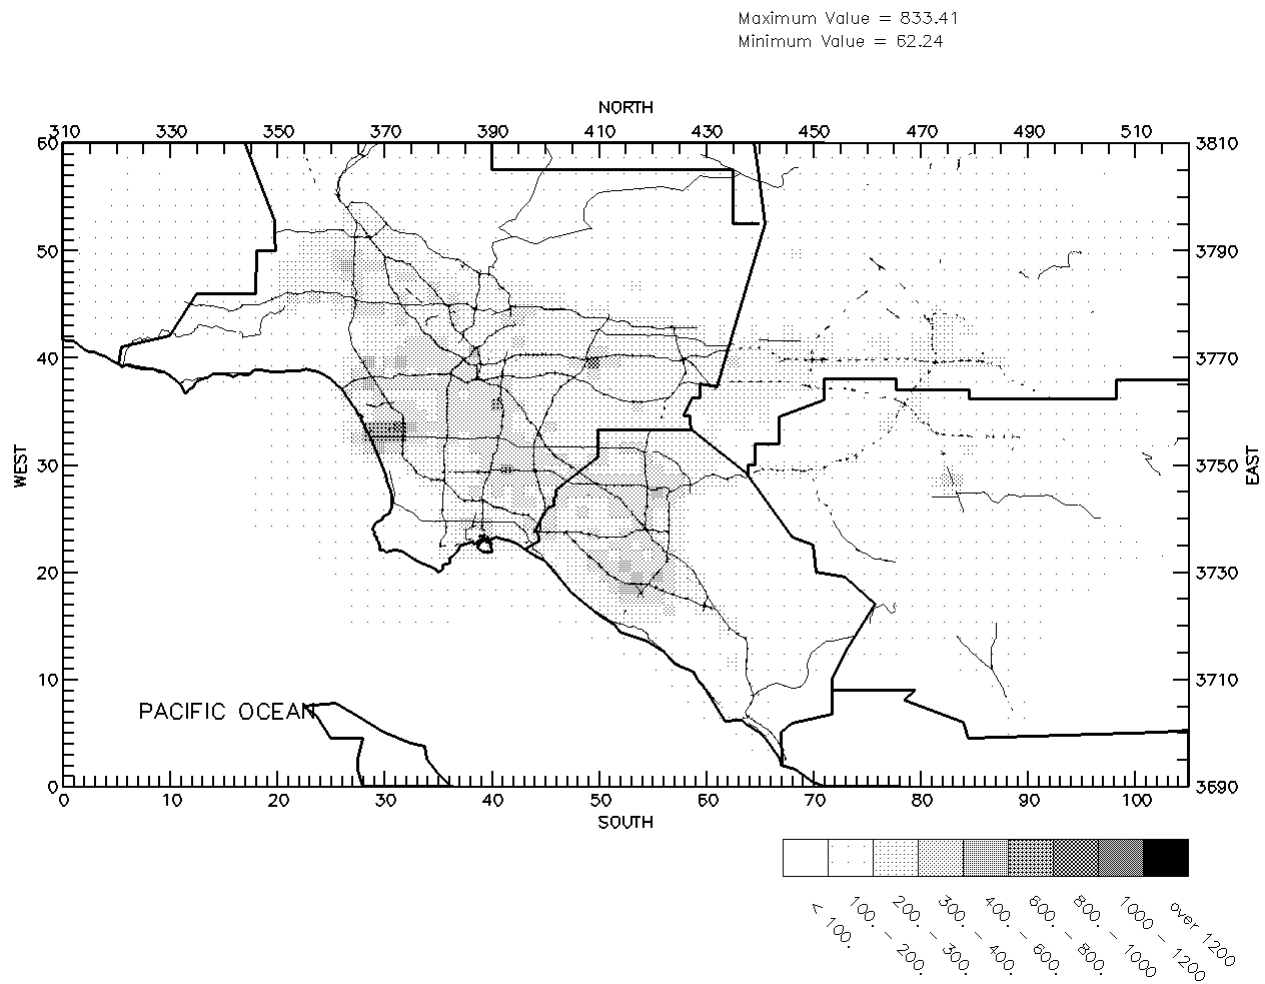 Maximum Value = 833.41
Minimum Value = 62.24
NORTH
310 330 350 370 390 410 430 450 470 490 510
60 3810
50 3790
40 3770
30 3750
20 3730
10 3710
0 3690
WEST
EAST
PACIFIC OCEAN
0 10 20 30 40 50 60 70 80 90 100
SOUTH
< 100.
100. - 200.
200. - 300.
300. - 400.
400. - 600.
600. - 800.
800. - 1000
1000 - 1200
over 1200